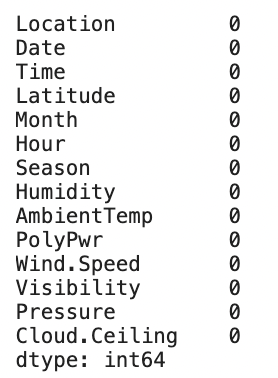 Location 0
Date 0
Time 0
Latitude 0
Month 0
Hour 0
Season 0
Humidity 0
AmbientTemp 0
PolyPwr 0
Wind.Speed 0
Visibility 0
Pressure 0
Cloud.Ceiling 0
dtype: int64